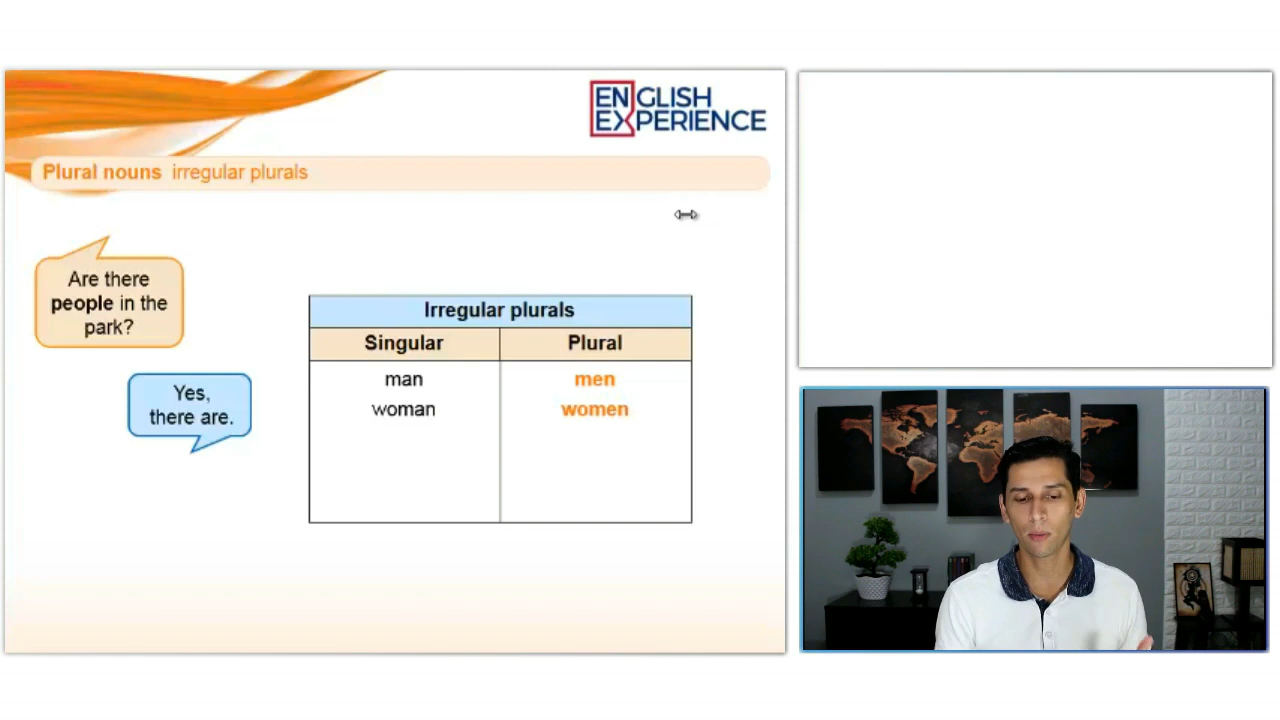 ENGLISH
EXPERIENCE
Plural nouns irregular plurals
Are there
people in the
park?
Yes,
there are.
Irregular plurals
Singular Plural
man men
woman women